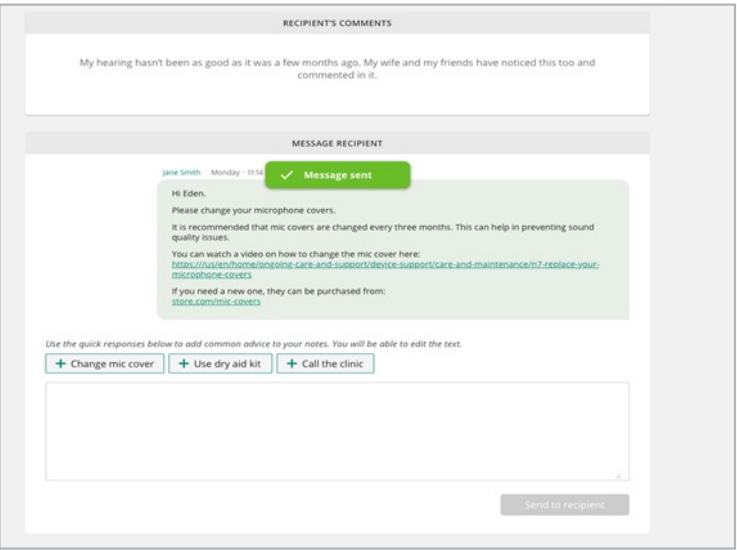 RECIPIENT'S COMMENTS
My hearing hasn't been as good as it was a few months ago. My wife and my friends have noticed this too and
commented in it.
MESSAGE RECIPIENT
Jane Smith Monday - 11:14
✓ Message sent
Hi Eden.
Please change your microphone covers.
It is recommended that mic covers are changed every three months. This can help in preventing sound
quality issues.
You can watch a video on how to change the mic cover here:
https:///us/en/home/ongoing-care-and-support/device-support/care-and-maintenance/n7-replace-your-
microphone-covers
If you need a new one, they can be purchased from:
store.com/mic-covers
Use the quick responses below to add common advice to your notes. You will be able to edit the text.
+ Change mic cover + Use dry aid kit + Call the clinic
Send to recipient